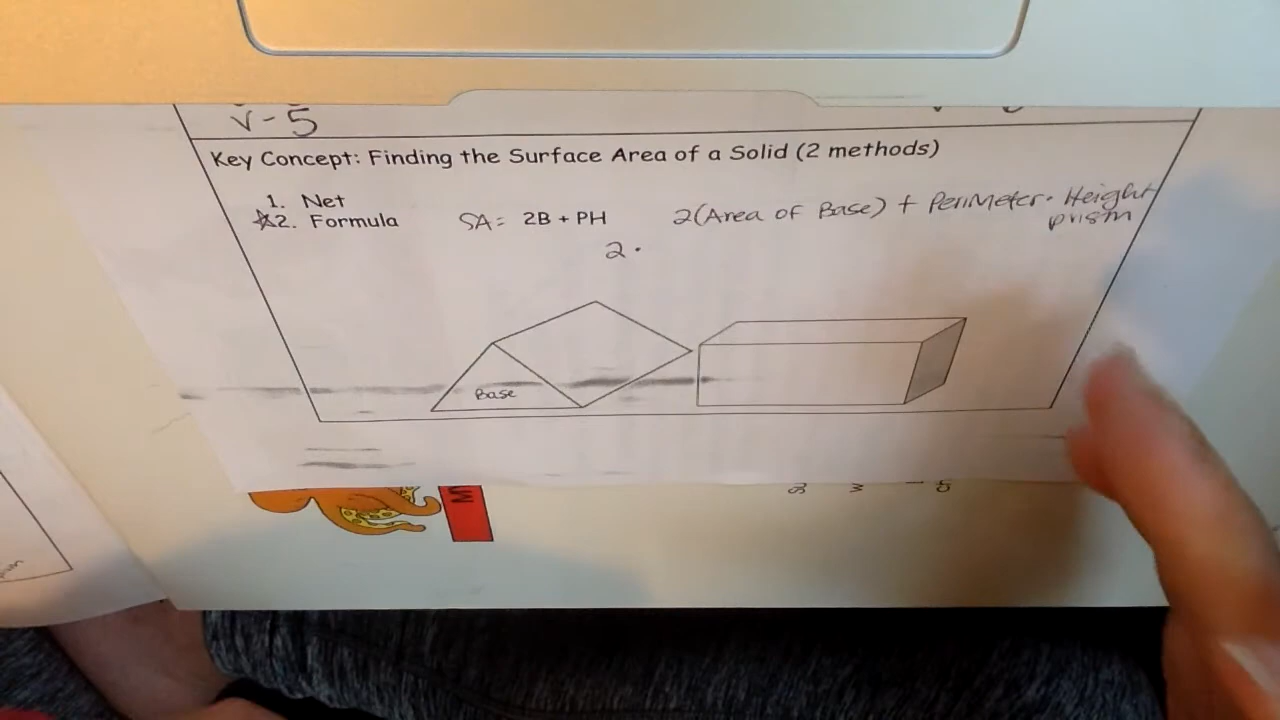 v-5
Key Concept: Finding the Surface Area of a Solid (2 methods)
1. Net
☆2. Formula SA= 2B + PH 2(Area of Base) + Perimeter · Height
prism
2·
Base